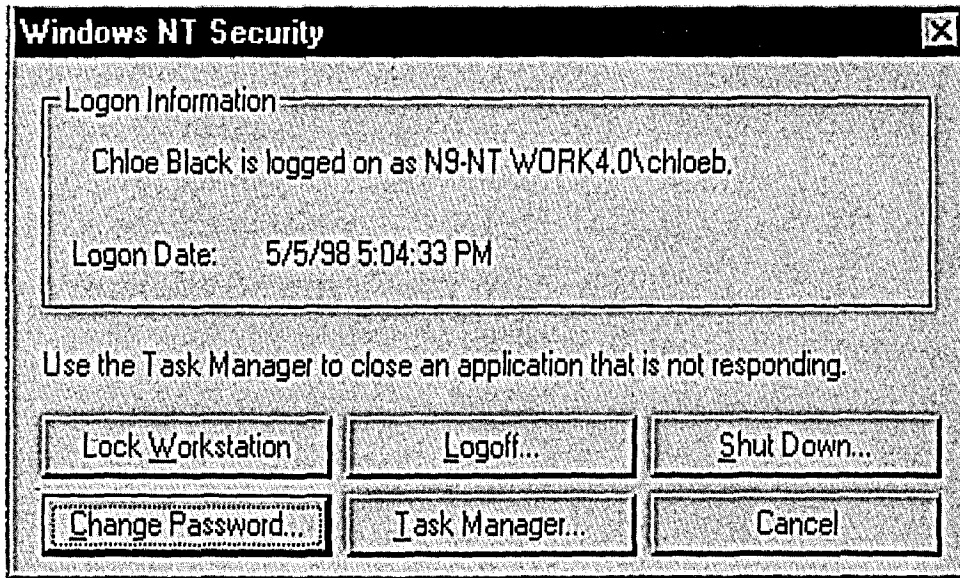 Windows NT Security
Logon Information
Chloe Black is logged on as N9-NT WORK4.0\chloeb.
Logon Date: 5/5/98 5:04:33 PM
Use the Task Manager to close an application that is not responding.
Lock Workstation Logoff... Shut Down...
Change Password... Task Manager... Cancel